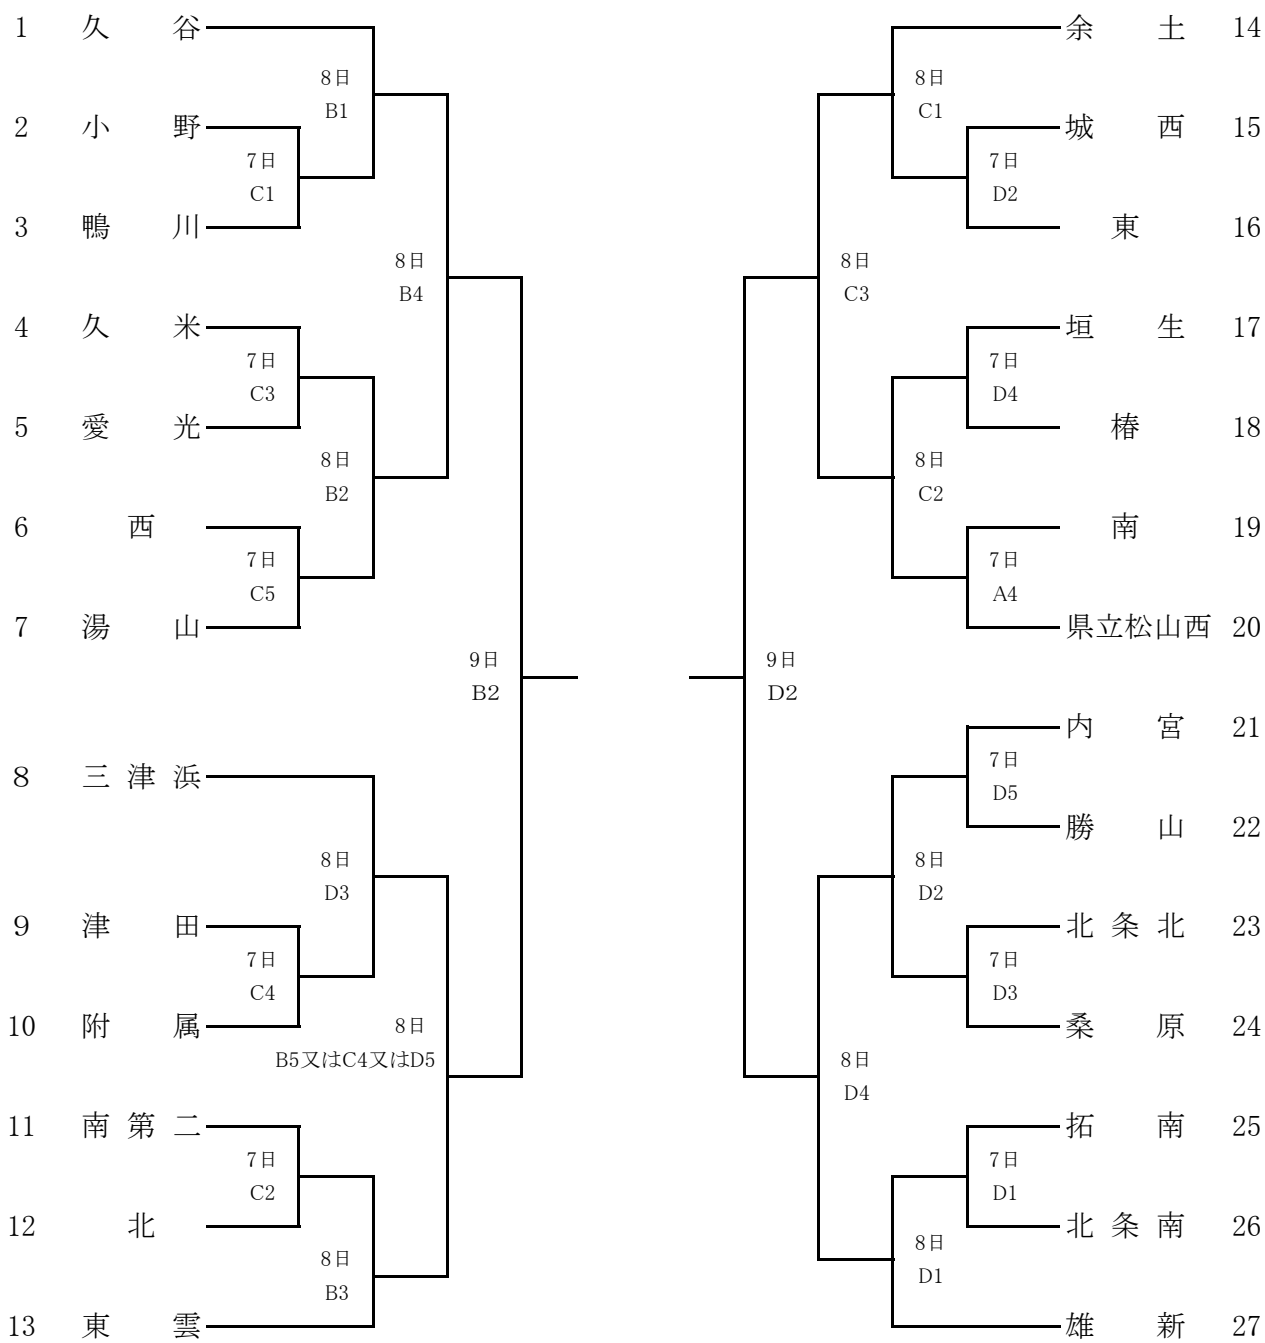 1 久谷
2 小野
3 鴨川
4 久米
5 愛光
6 西
7 湯山
8 三津浜
9 津田
10 附属
11 南第二
12 北
13 東雲
8日
B1
7日
C1
8日
B4
7日
C3
8日
B2
7日
C5
9日
B2
8日
D3
7日
C4
8日
B5又はC4又はD5
7日
C2
8日
B3
余土 14
城西 15
東 16
垣生 17
椿 18
南 19
県立松山西 20
内宮 21
勝山 22
北条北 23
桑原 24
拓南 25
北条南 26
雄新 27
8日
C1
7日
D2
8日
C3
7日
D4
8日
C2
7日
A4
9日
D2
7日
D5
8日
D2
7日
D3
8日
D4
7日
D1
8日
D1